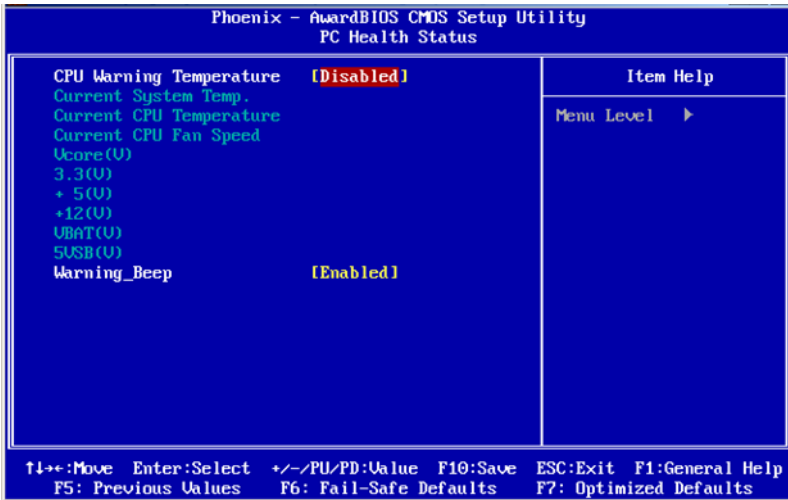 Phoenix - AwardBIOS CMOS Setup Utility
PC Health Status
CPU Warning Temperature [Disabled]
Current System Temp.
Current CPU Temperature
Current CPU Fan Speed
Vcore(V)
3.3(V)
+ 5(V)
+12(V)
VBAT(V)
5VSB(V)
Warning_Beep [Enabled]
Item Help
Menu Level ▶
↑↓→←:Move Enter:Select +/-/PU/PD:Value F10:Save ESC:Exit F1:General Help
F5: Previous Values F6: Fail-Safe Defaults F7: Optimized Defaults